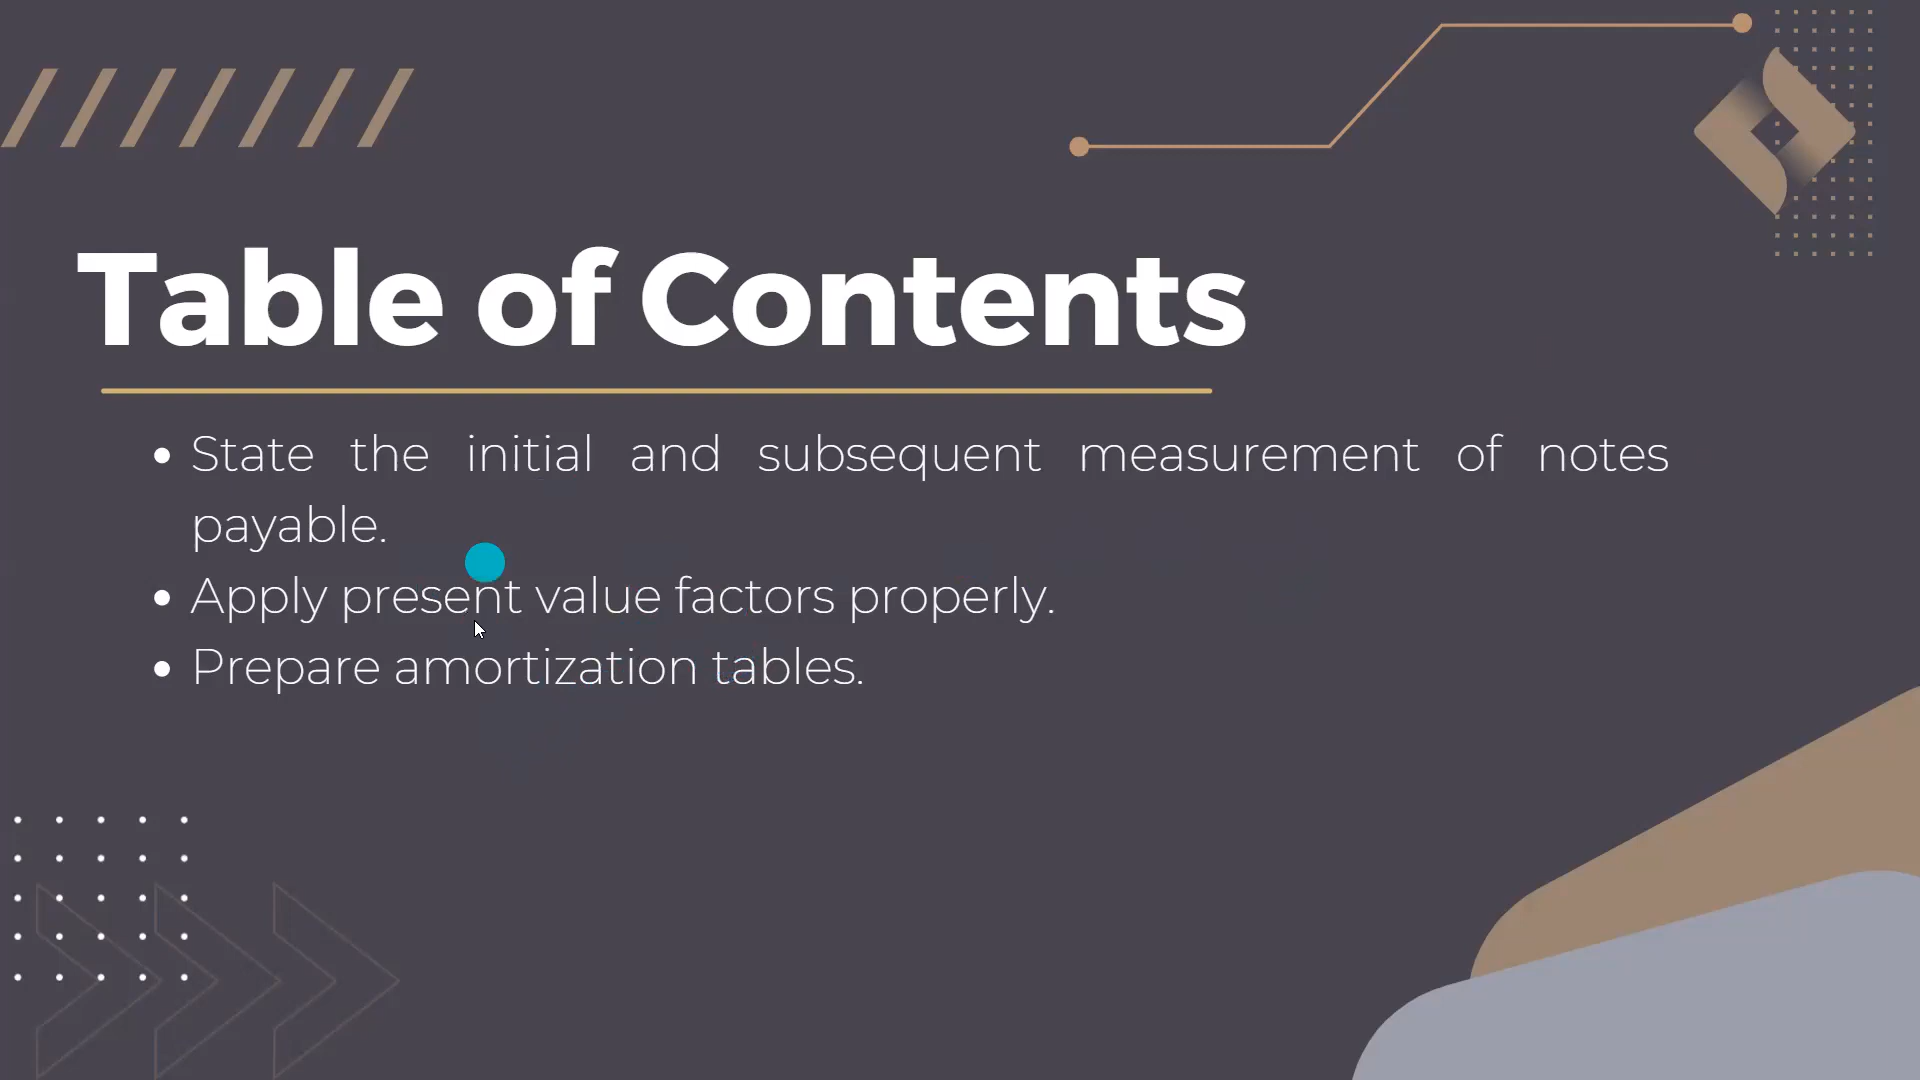 Table of Contents
• State the initial and subsequent measurement of notes
payable.
• Apply present value factors properly.
• Prepare amortization tables.